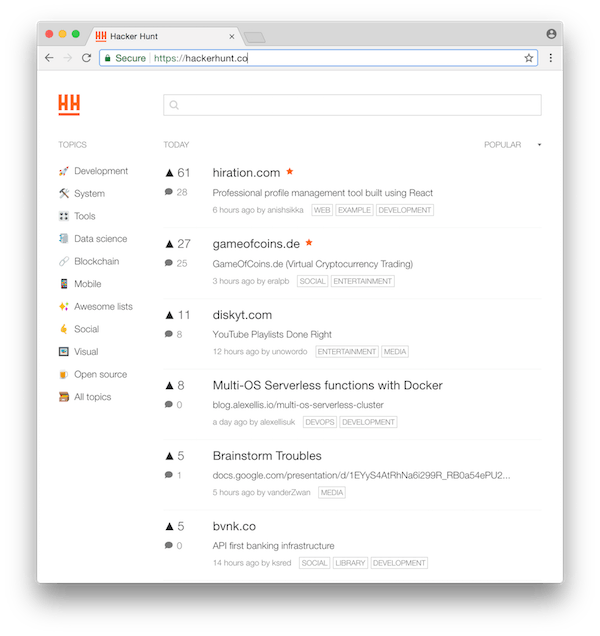 Hacker Hunt
Secure https://hackerhunt.co
HH
TOPICS
Development
System
Tools
Data science
Blockchain
Mobile
Awesome lists
Social
Visual
Open source
All topics
TODAY POPULAR
61 hiration.com
28 Professional profile management tool built using React
6 hours ago by anishsikka WEB EXAMPLE DEVELOPMENT
27 gameofcoins.de
25 GameOfCoins.de (Virtual Cryptocurrency Trading)
3 hours ago by eralpb SOCIAL ENTERTAINMENT
11 diskyt.com
8 YouTube Playlists Done Right
12 hours ago by unowordo ENTERTAINMENT MEDIA
8 Multi-OS Serverless functions with Docker
0 blog.alexellis.io/multi-os-serverless-cluster
a day ago by alexellisuk DEVOPS DEVELOPMENT
5 Brainstorm Troubles
1 docs.google.com/presentation/d/1EYyS4AtRhNa6i299R_RB0a54ePU2...
5 hours ago by vanderZwan MEDIA
5 bvnk.co
0 API first banking infrastructure
14 hours ago by ksred SOCIAL LIBRARY DEVELOPMENT